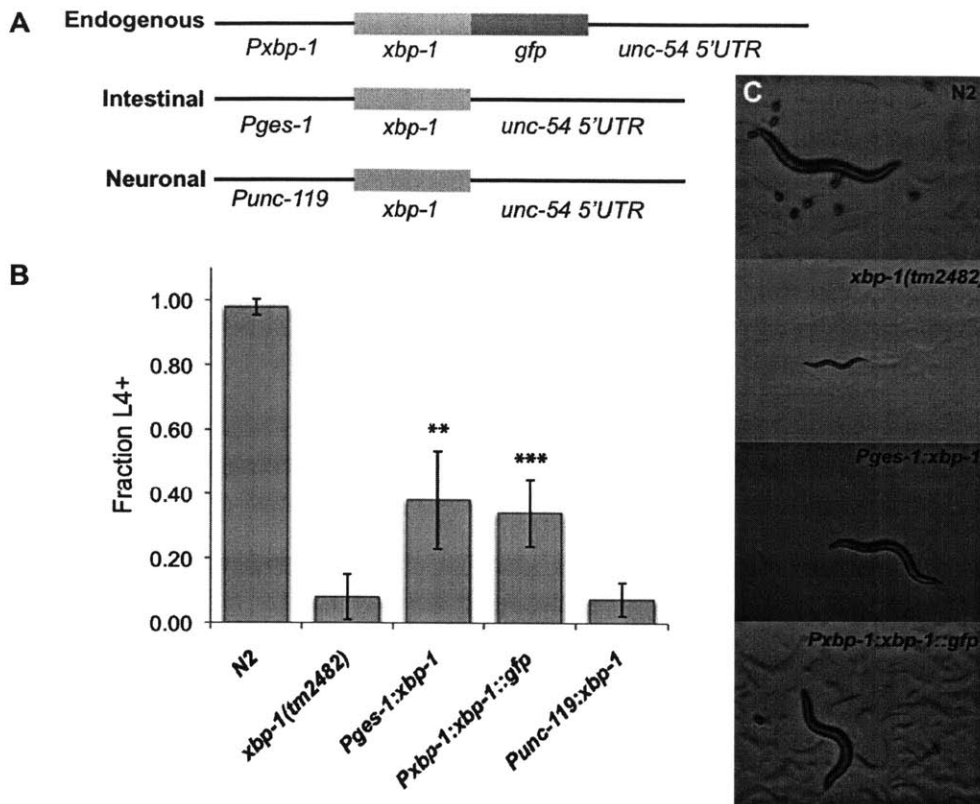 A
Endogenous
Pxbp-1 xbp-1 gfp unc-54 5'UTR
Intestinal
Pges-1 xbp-1 unc-54 5'UTR
Neuronal
Punc-119 xbp-1 unc-54 5'UTR
B
Fraction L4+
1.00
0.80
0.60
0.40
0.20
0.00
**
***
N2
xbp-1(tm2482)
Pges-1:xbp-1
Pxbp-1:xbp-1::gfp
Punc-119:xbp-1
C
N2
xbp-1(tm2482)
Pges-1:xbp-1
Pxbp-1:xbp-1::gfp